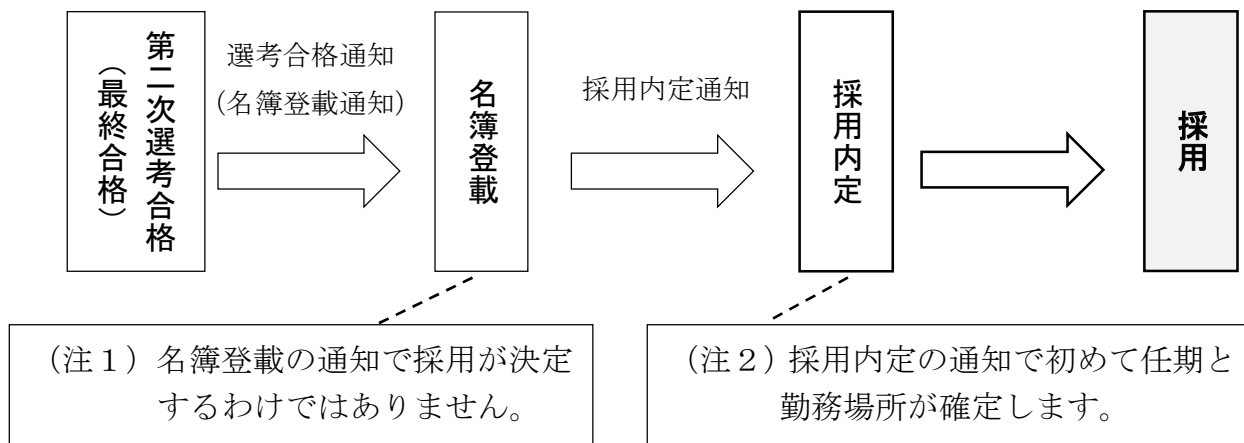 第二次選考合格
（最終合格）
選考合格通知
（名簿登載通知）
名簿登載
採用内定通知
採用内定
採用
（注１）名簿登載の通知で採用が決定
するわけではありません。
（注２）採用内定の通知で初めて任期と
勤務場所が確定します。